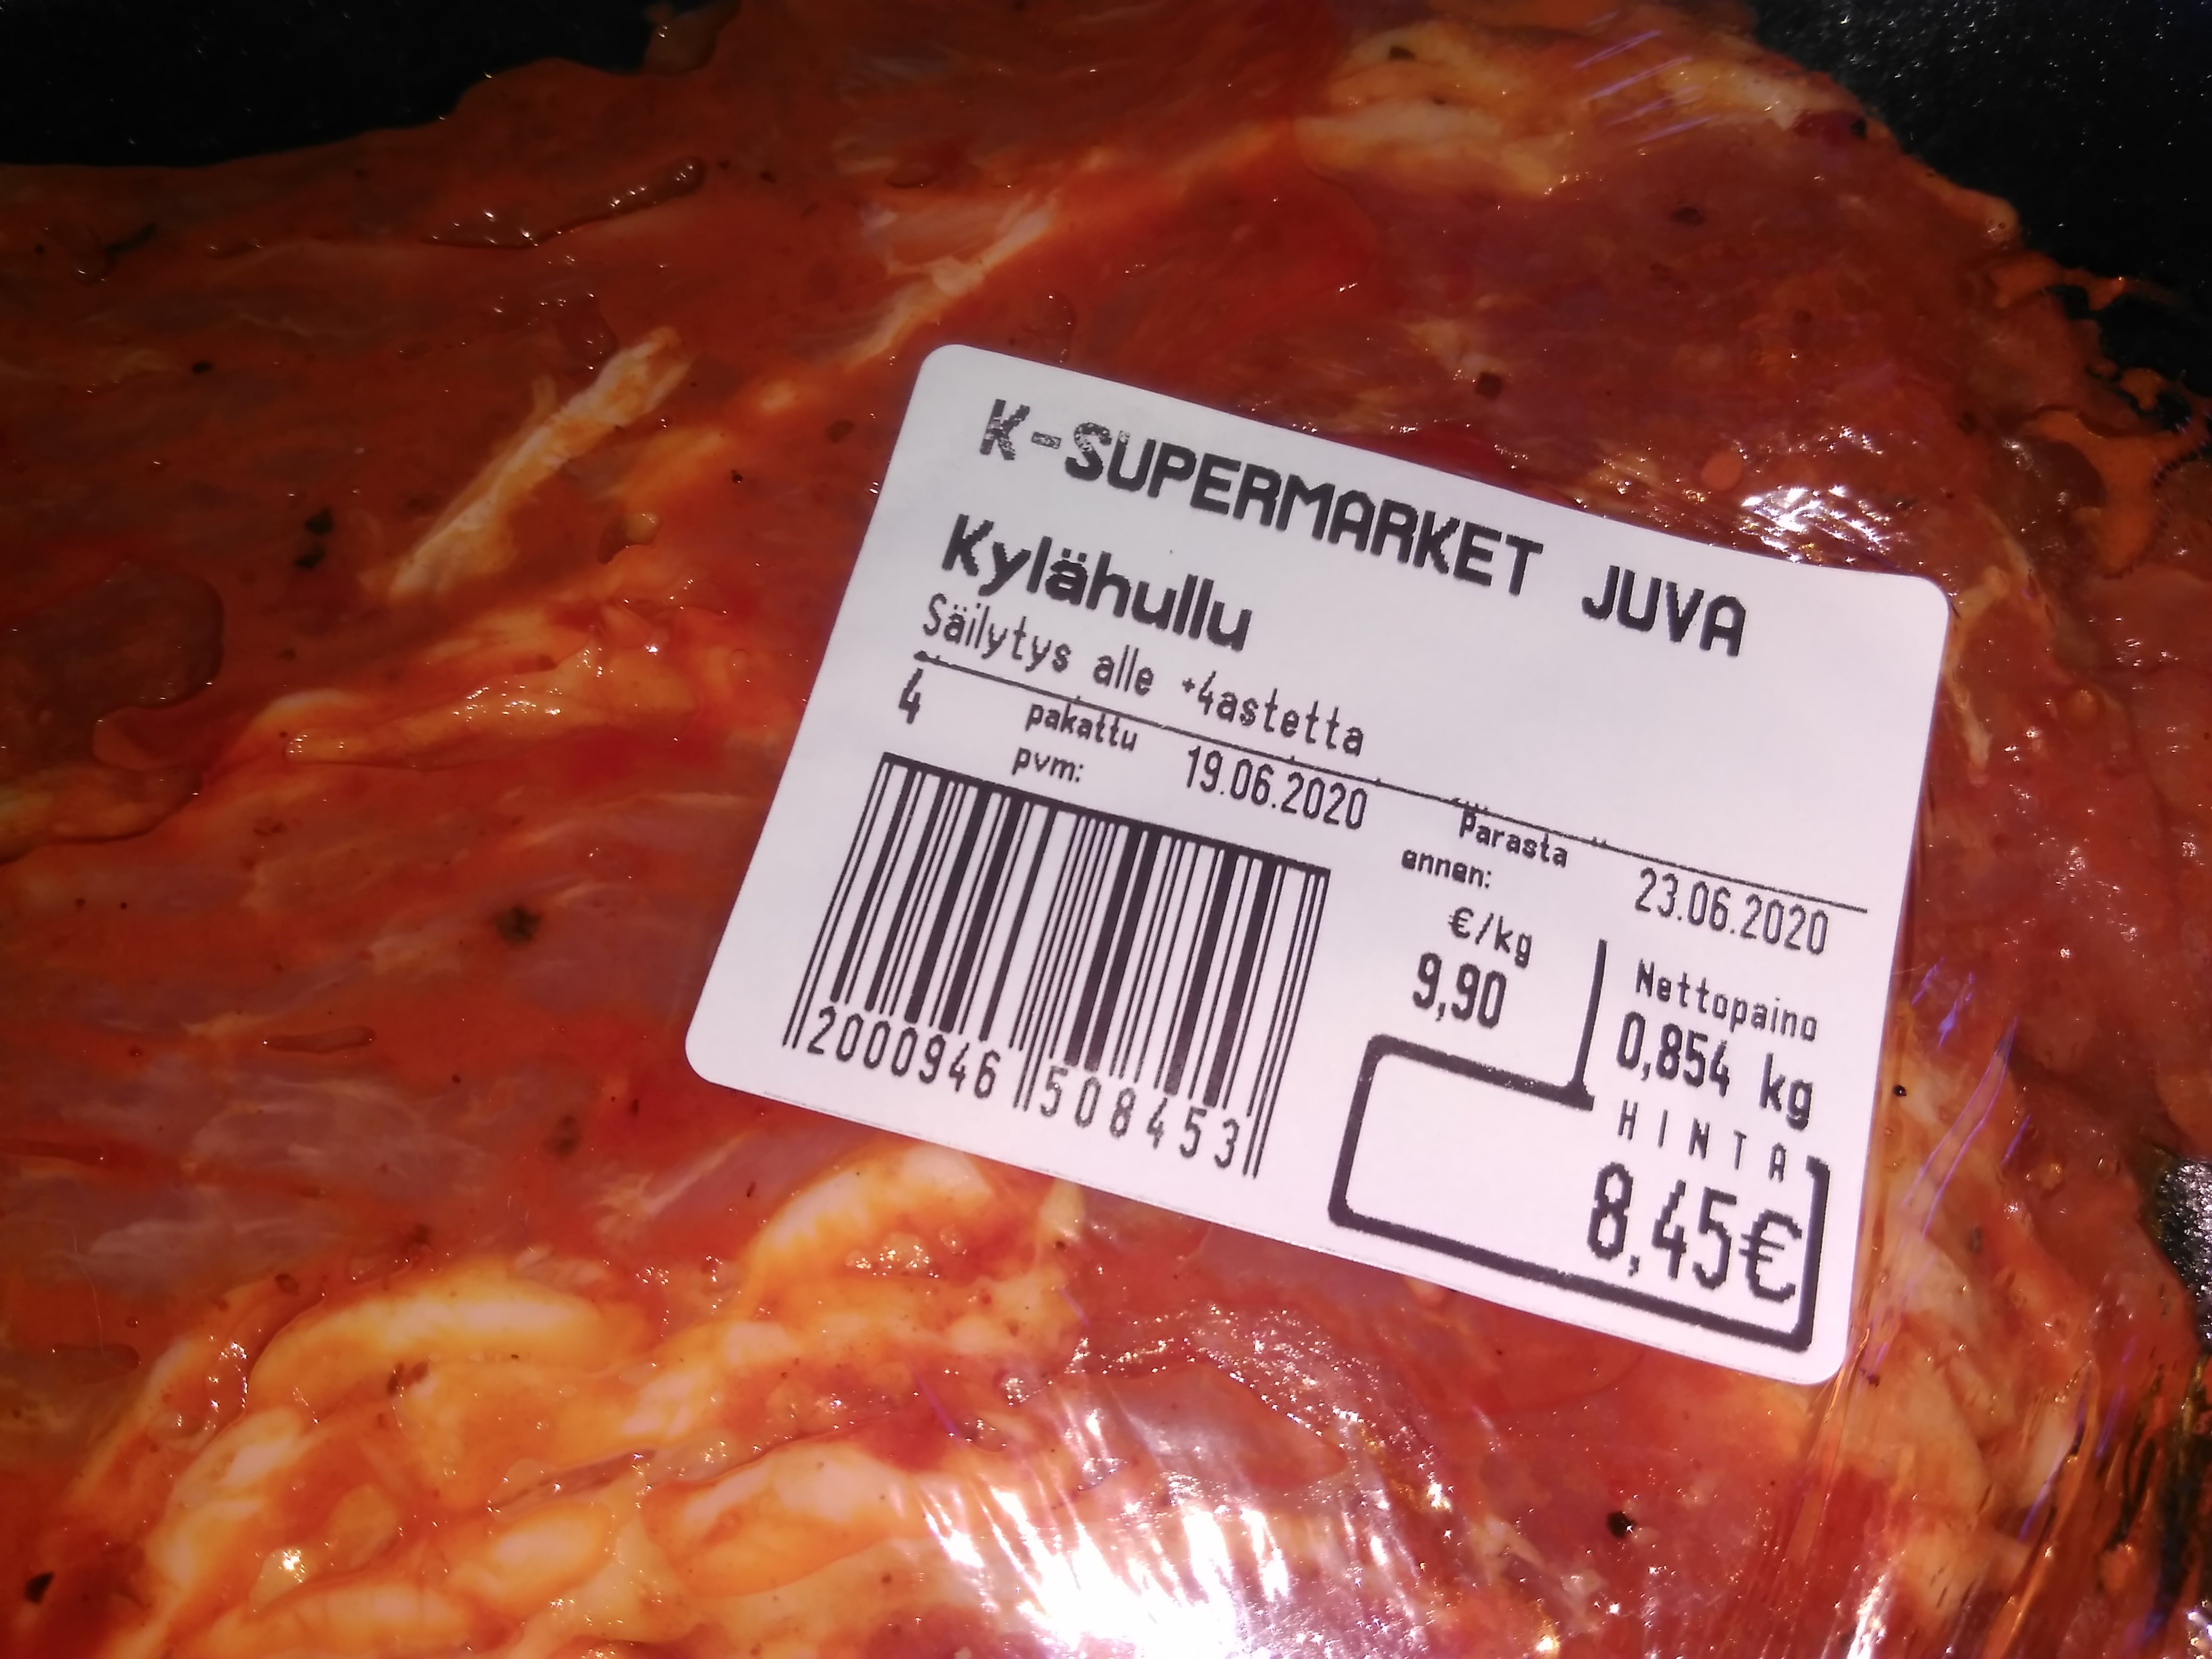 K-SUPERMARKET JUVA
Kylähullu
Säilytys alle +4astetta
4 pakattu pvm: 19.06.2020 Parasta ennen: 23.06.2020
€/kg
9,90
Nettopaino
0,854 kg
HINTA
8,45€
2000946 508453